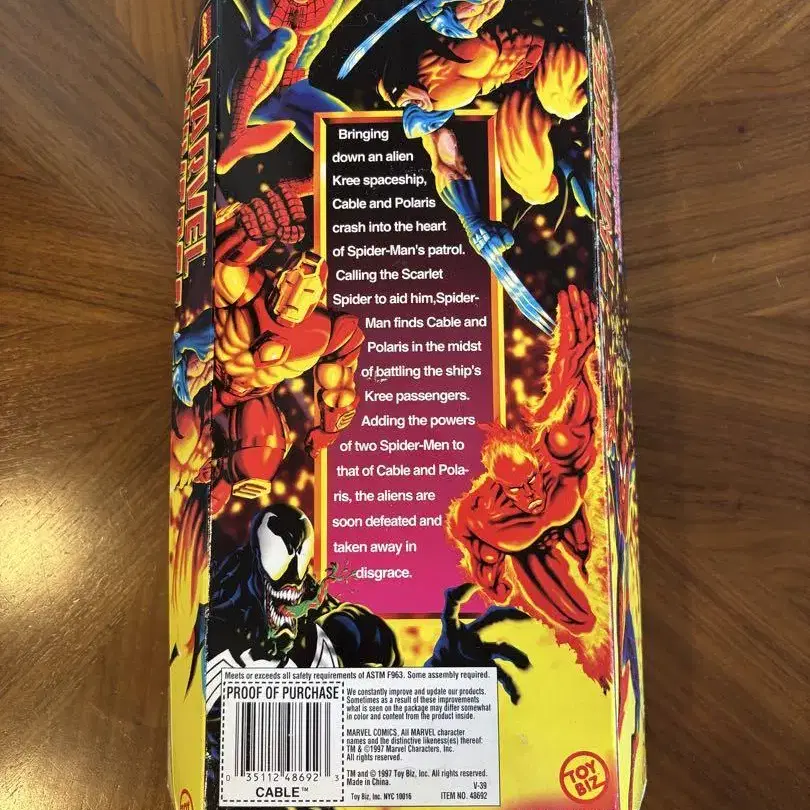 MARVEL™
Bringing
down an alien
Kree spaceship,
Cable and Polaris
crash into the heart
of Spider-Man's patrol.
Calling the Scarlet
Spider to aid him,Spider-
Man finds Cable and
Polaris in the midst
of battling the ship's
Kree passengers.
Adding the powers
of two Spider-Men to
that of Cable and Pola-
ris, the aliens are
soon defeated and
taken away in
disgrace.
Meets or exceeds all safety requirements of ASTM F963. Some assembly required.
PROOF OF PURCHASE
0 35112 48692 3
CABLE™
We constantly improve and update our products.
Sometimes as a result of these improvements
what is seen on the package may differ somewhat
in color and content from the product inside.
MARVEL COMICS, All MARVEL character
names and the distinctive likeness(es) thereof:
TM & ©1997 Marvel Characters, Inc.
All rights reserved.
TM and © 1997 Toy Biz, Inc. All rights reserved.
Made in China.
V-39
Toy Biz, Inc. NYC 10016
ITEM NO. 48692
TOY
BIZ